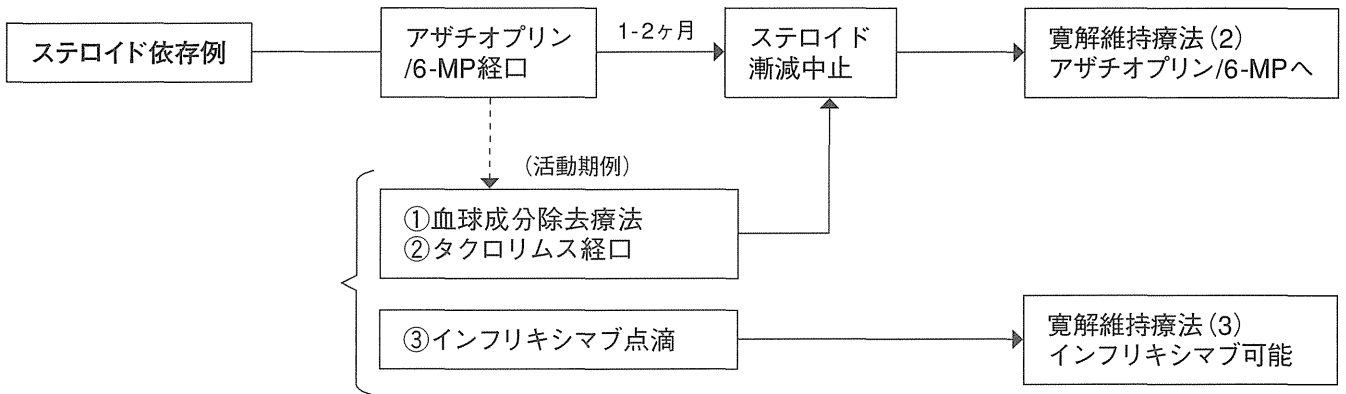 ステロイド依存例
アザチオプリン
/6-MP経口
1-2ヶ月
ステロイド
漸減中止
寛解維持療法(2)
アザチオプリン/6-MPへ
(活動期例)
①血球成分除去療法
②タクロリムス経口
③インフリキシマブ点滴
寛解維持療法(3)
インフリキシマブ可能